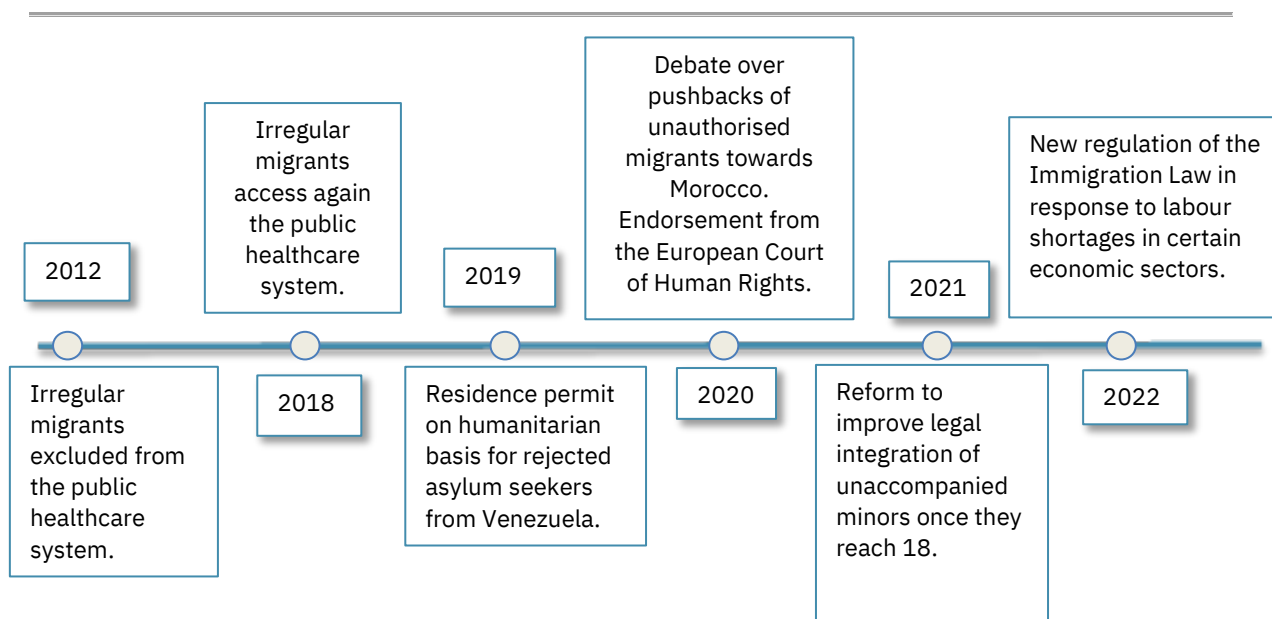 2012
Irregular
migrants
excluded from
the public
healthcare
system.
Irregular
migrants
access again
the public
healthcare
system.
2018
2019
Residence permit
on humanitarian
basis for rejected
asylum seekers
from Venezuela.
Debate over
pushbacks of
unauthorised
migrants towards
Morocco.
Endorsement from
the European Court
of Human Rights.
2020
2021
Reform to
improve legal
integration of
unaccompanied
minors once they
reach 18.
New regulation of the
Immigration Law in
response to labour
shortages in certain
economic sectors.
2022